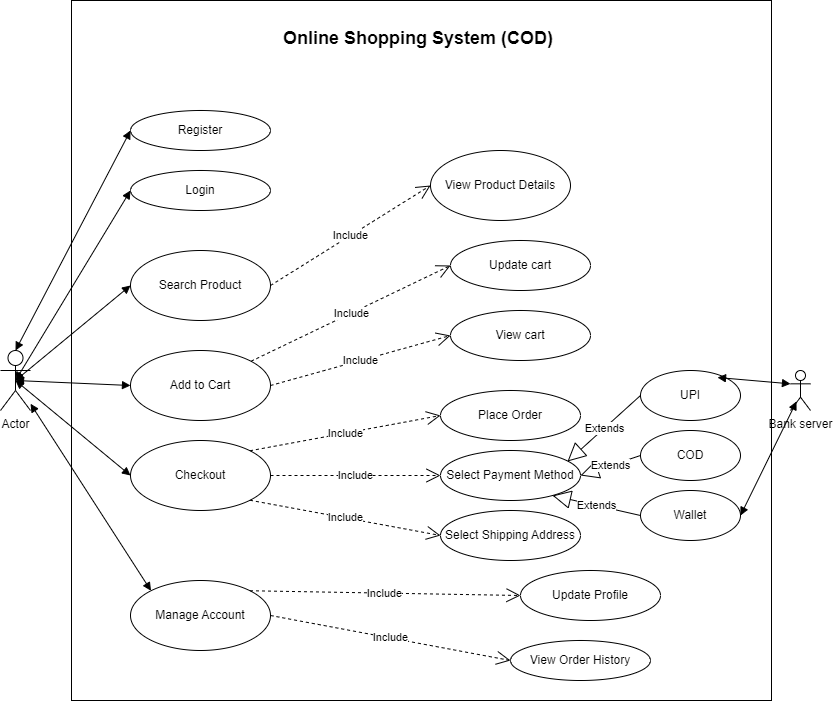 Online Shopping System (COD)
Register
Login
View Product Details
Include
Search Product
Update cart
Include
View cart
Include
Add to Cart
Actor
UPI
Bank server
Place Order
Extends
Include
COD
Extends
Checkout
Include
Select Payment Method
Extends
Wallet
Include
Select Shipping Address
Include
Update Profile
Manage Account
Include
View Order History